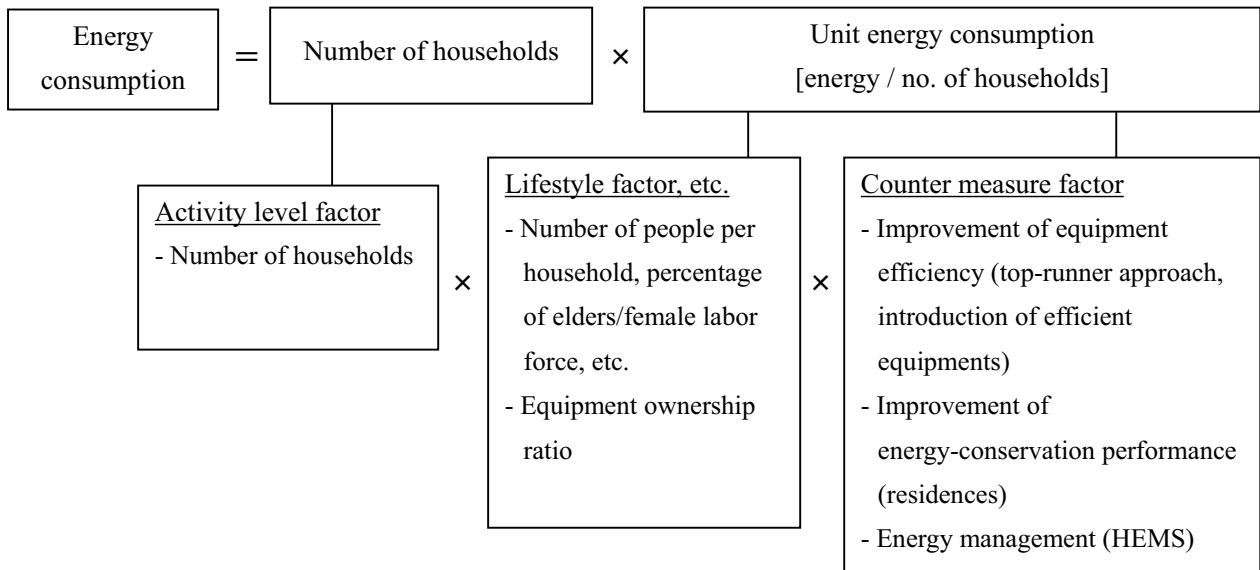 Energy
consumption
=
Number of households
×
Unit energy consumption
[energy / no. of households]
Activity level factor
- Number of households
×
Lifestyle factor, etc.
- Number of people per
household, percentage
of elders/female labor
force, etc.
- Equipment ownership
ratio
×
Counter measure factor
- Improvement of equipment
efficiency (top-runner approach,
introduction of efficient
equipments)
- Improvement of
energy-conservation performance
(residences)
- Energy management (HEMS)